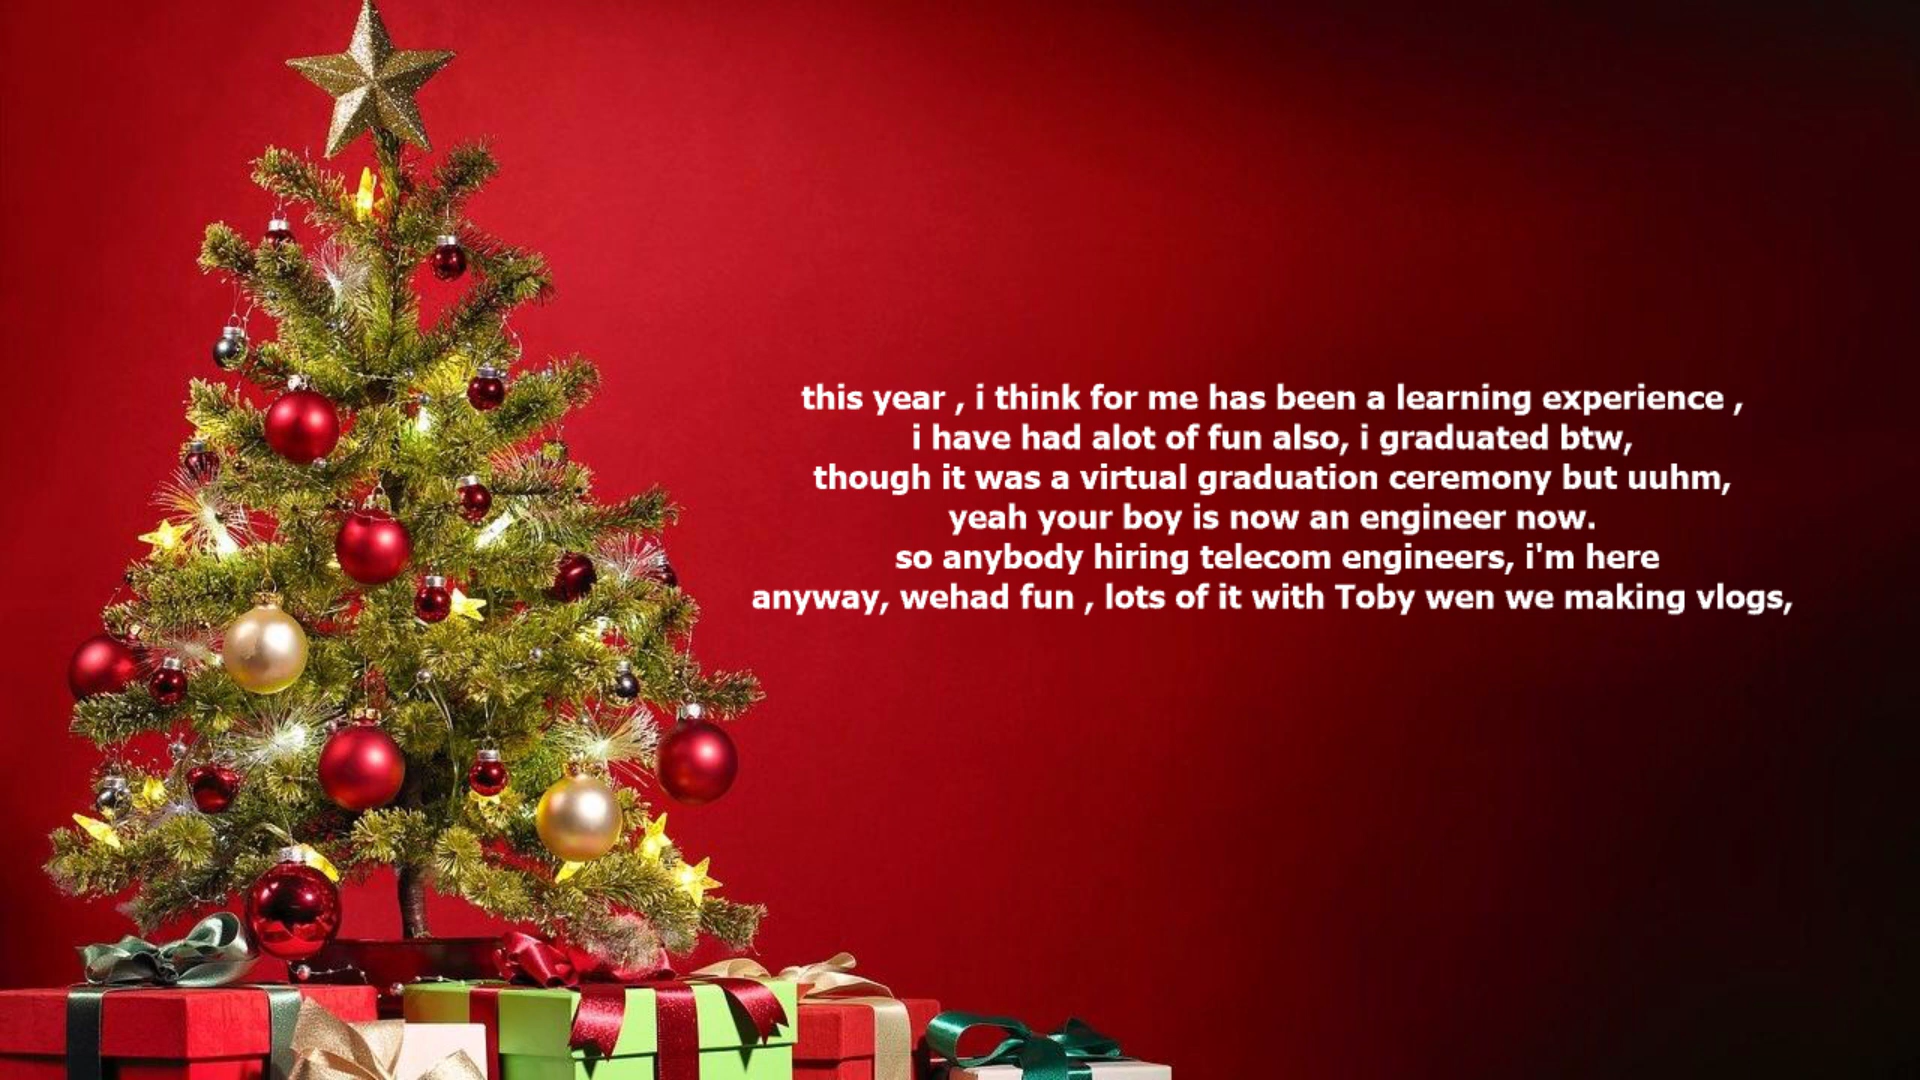 this year , i think for me has been a learning experience ,
i have had alot of fun also, i graduated btw,
though it was a virtual graduation ceremony but uuhm,
yeah your boy is now an engineer now.
so anybody hiring telecom engineers, i'm here
anyway, wehad fun , lots of it with Toby wen we making vlogs,